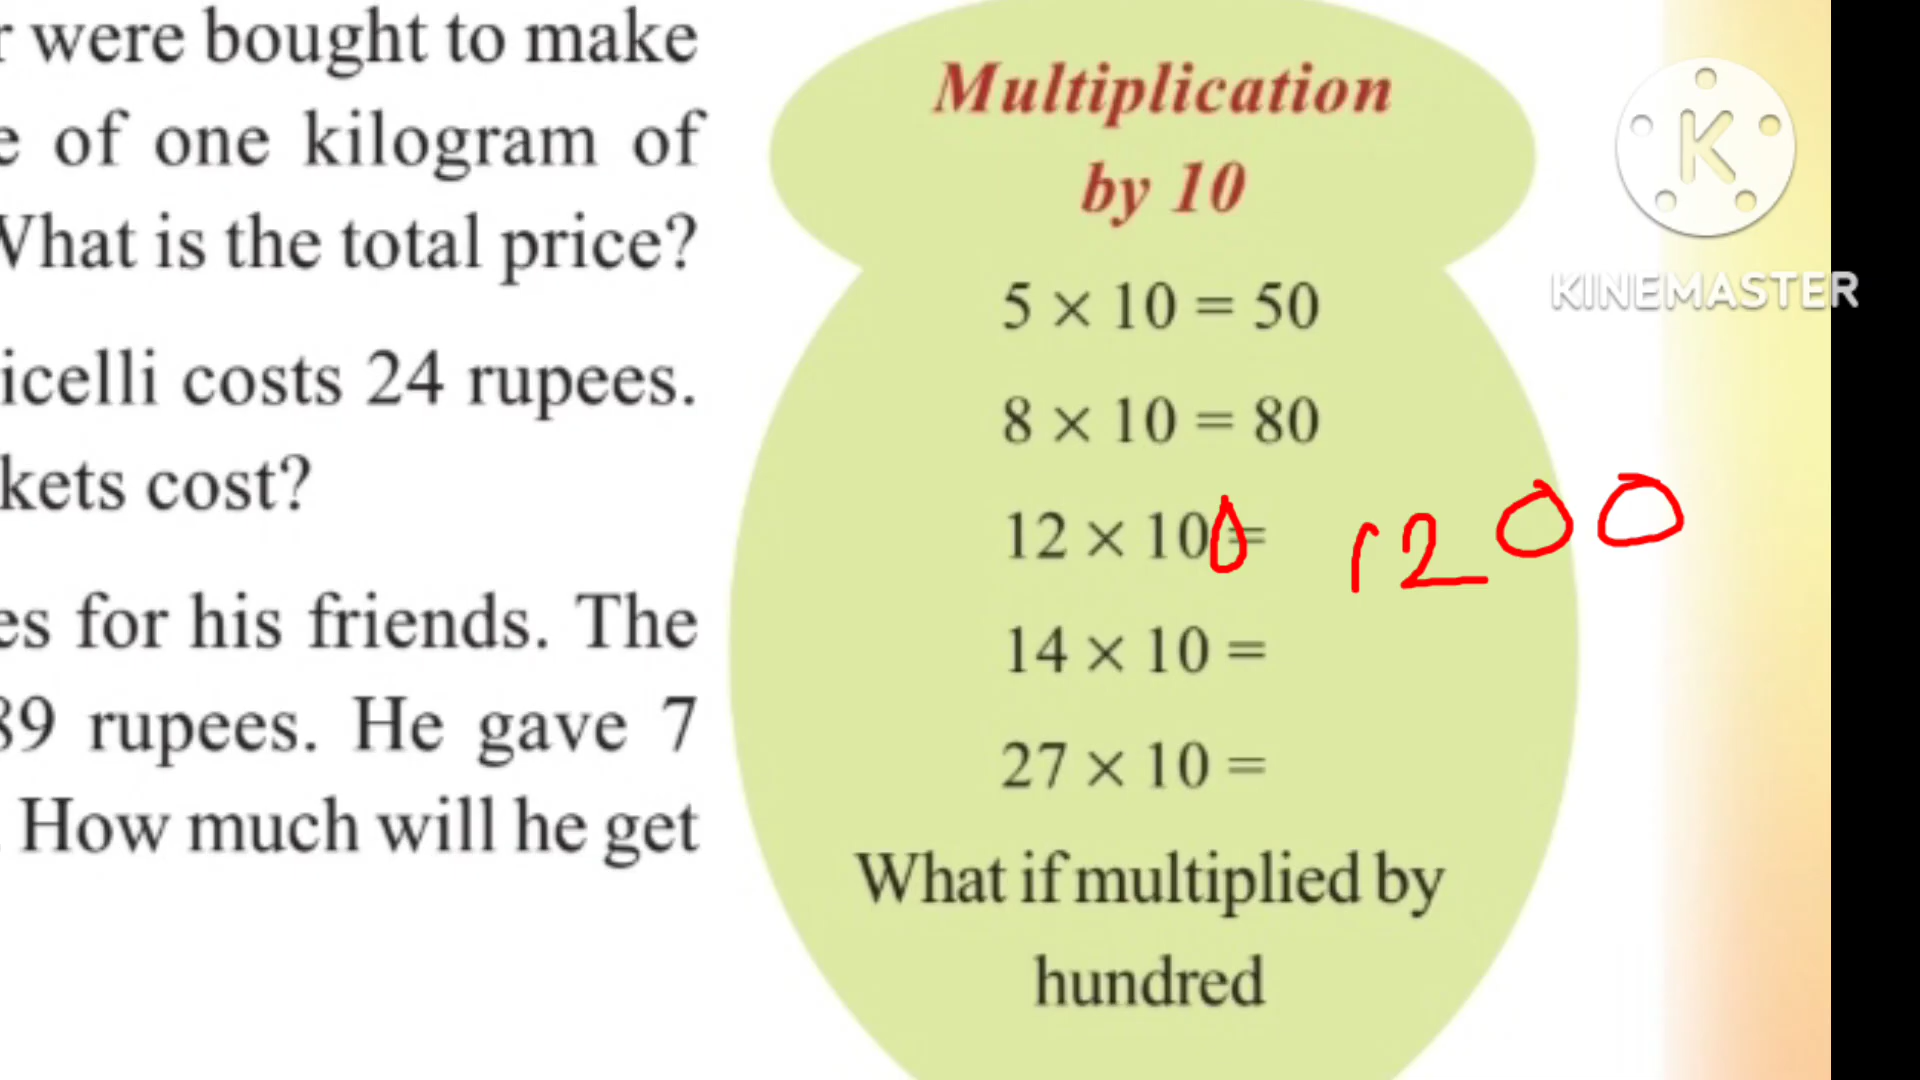 r were bought to make
e of one kilogram of
What is the total price?
icelli costs 24 rupees.
kets cost?
es for his friends. The
39 rupees. He gave 7
. How much will he get
Multiplication
by 10
5 × 10 = 50
8 × 10 = 80
12 × 100 = 1200
14 × 10 =
27 × 10 =
What if multiplied by
hundred
K
KINEMASTER